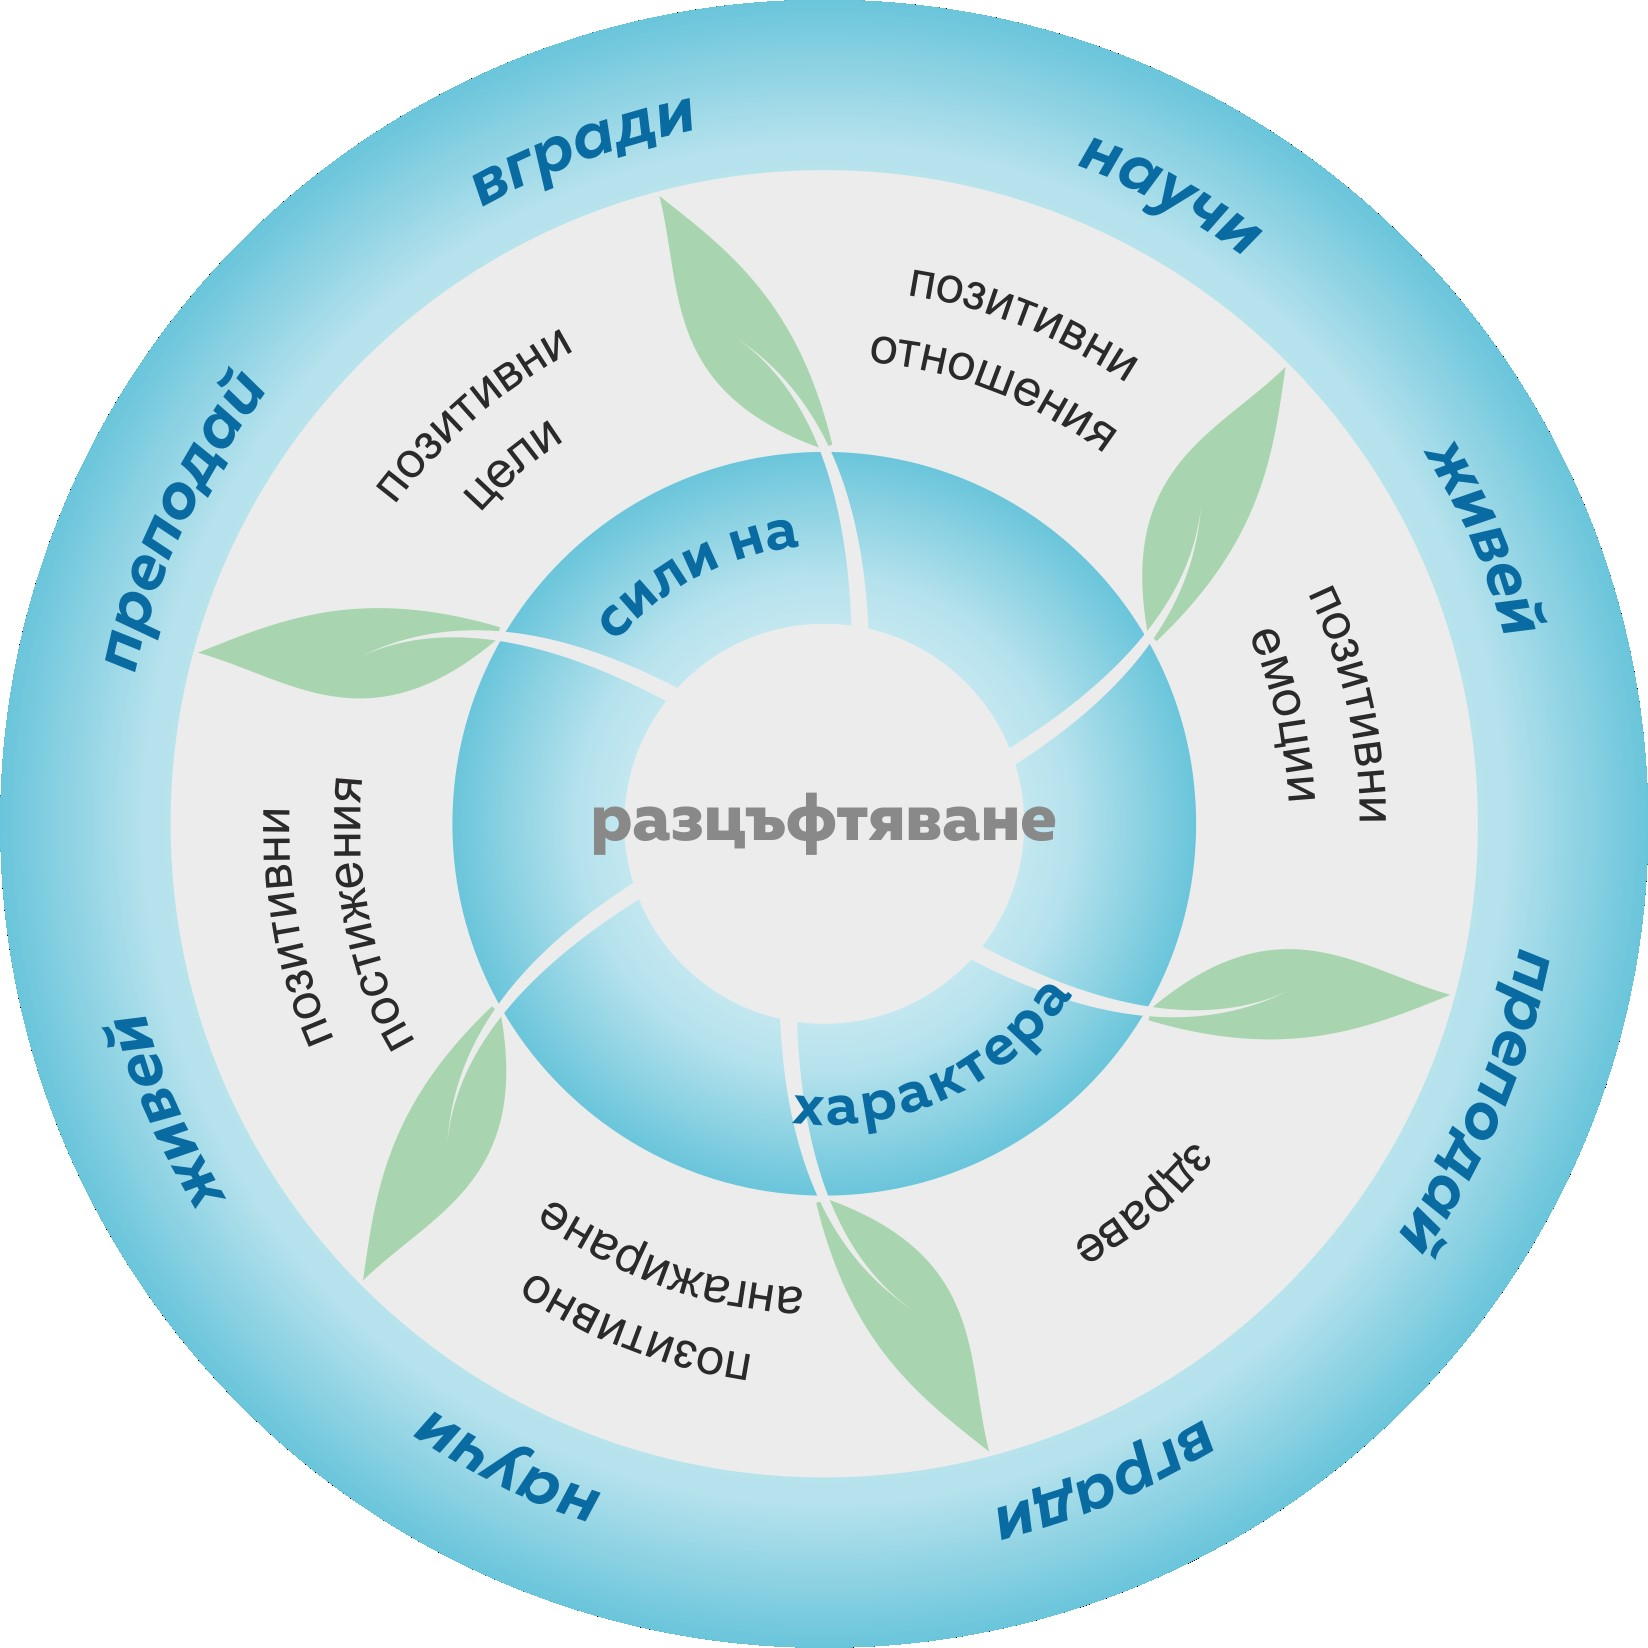 вгради
научи
живей
преподай
вгради
научи
живей
преподай
позитивни
отношения
позитивни
емоции
здраве
позитивно
ангажиране
позитивни
постижения
позитивни
цели
сили на
характера
разцъфтяване